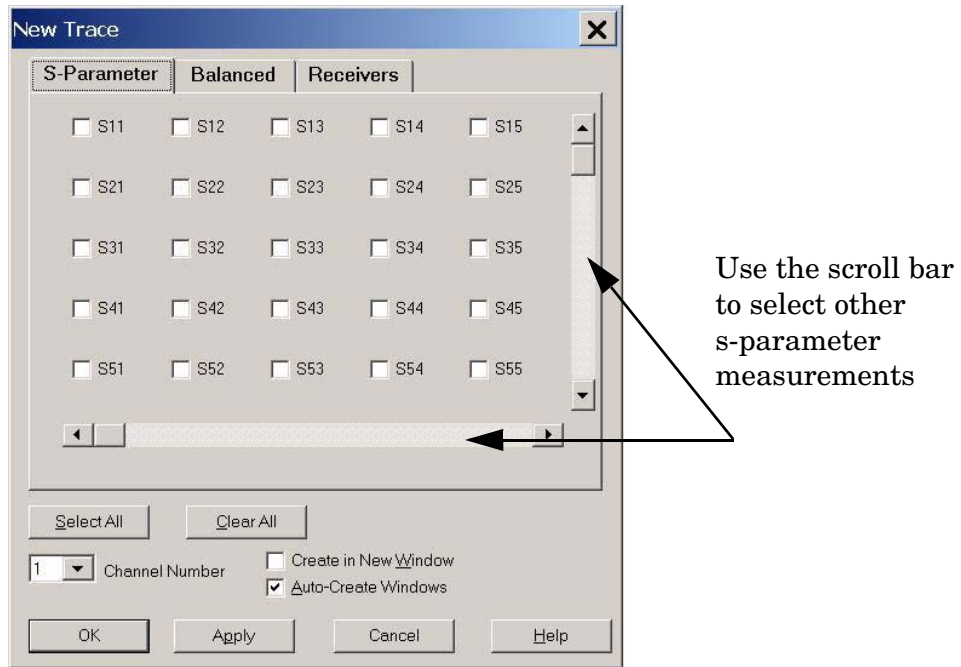 New Trace
S-Parameter Balanced Receivers
S11 S12 S13 S14 S15
S21 S22 S23 S24 S25
S31 S32 S33 S34 S35
S41 S42 S43 S44 S45
S51 S52 S53 S54 S55
Use the scroll bar
to select other
s-parameter
measurements
Select All Clear All
1 Channel Number
Create in New Window
Auto-Create Windows
OK Apply Cancel Help